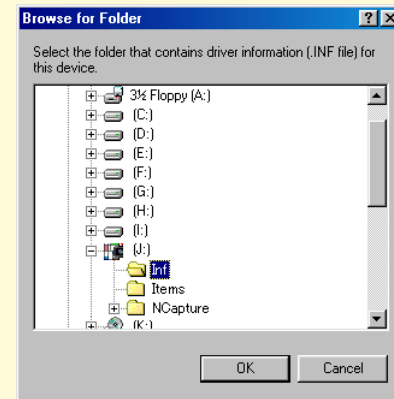 Browse for Folder
Select the folder that contains driver information (.INF file) for
this device.
3½ Floppy (A:)
(C:)
(D:)
(E:)
(F:)
(G:)
(H:)
(I:)
(J:)
Inf
Items
NCapture
(K:)
OK Cancel